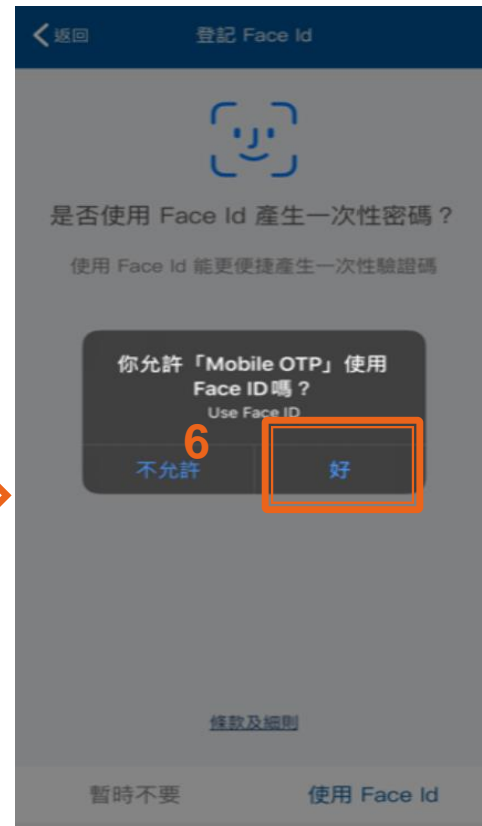 返回
登記 Face Id
是否使用 Face Id 產生一次性密碼？
使用 Face Id 能更便捷產生一次性驗證碼
你允許「Mobile OTP」使用
Face ID嗎？
Use Face ID
6
不允許
好
條款及細則
暫時不要
使用 Face Id